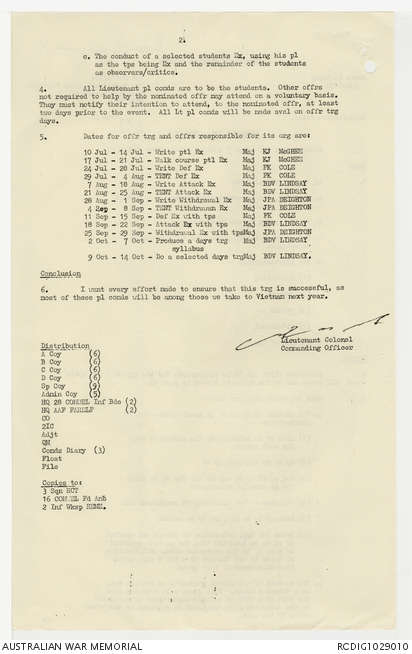 2.
c. The conduct of a selected students Ex, using his pl
as the tps being Ex and the remainder of the students
as observers/critics.
4. All Lieutenant pl conds are to be the students. Other offrs
not required to help by the nominated offr may attend on a voluntary basis.
They must notify their intention to attend, to the nominated offr, at least
two days prior to the event. All Lt pl conds will be made aval on offr trg
days.
5. Dates for offr trg and offrs responsible for its org are:
10 Jul - 14 Jul - Write ptl Ex Maj KJ McGHEE
17 Jul - 21 Jul - Walk course ptl Ex Maj KJ McGHEE
24 Jul - 28 Jul - Write Def Ex Maj PK COLE
29 Jul - 4 Aug - TEWT Def Ex Maj PK COLE
7 Aug - 18 Aug - Write Attack Ex Maj BDV LINDSAY
21 Aug - 25 Aug - TEWT Attack Ex Maj BDV LINDSAY
28 Aug - 1 Sep - Write Withdrawal Ex Maj JPA DEIGHTON
4 Sep - 8 Sep - TEWT Withdrawan Ex Maj JPA DEIGHTON
11 Sep - 15 Sep - Def Ex with tps Maj PK COLE
18 Sep - 22 Sep - Attack Ex with tps Maj BDV LINDSAY
25 Sep - 29 Sep - Withdrawal Ex with tpsMaj JPA DEIGHTON
2 Oct - 7 Oct - Produce a days trg Maj BDV LINDSAY
syllabus
9 Oct - 14 Oct - Do a selected days trgMaj BDV LINDSAY.
Conclusion
6. I want every effort made to ensure that this trg is successful, as
most of these pl conds will be among those we take to Vietnam next year.
Lieutenant Colonel
Commanding Officer
Distribution
A Coy (6)
B Coy (6)
C Coy (6)
D Coy (6)
Sp Coy (9)
Admin Coy (5)
HQ 28 COMWEL Inf Bde (2)
HQ AAF FARELF (2)
CO
2IC
Adjt
QM
Conds Diary (3)
Float
File
Copies to:
3 Sqn HCT
16 COMWEL Fd Amb
2 Inf Wksp REME.
AUSTRALIAN WAR MEMORIAL
RCDIG1029010